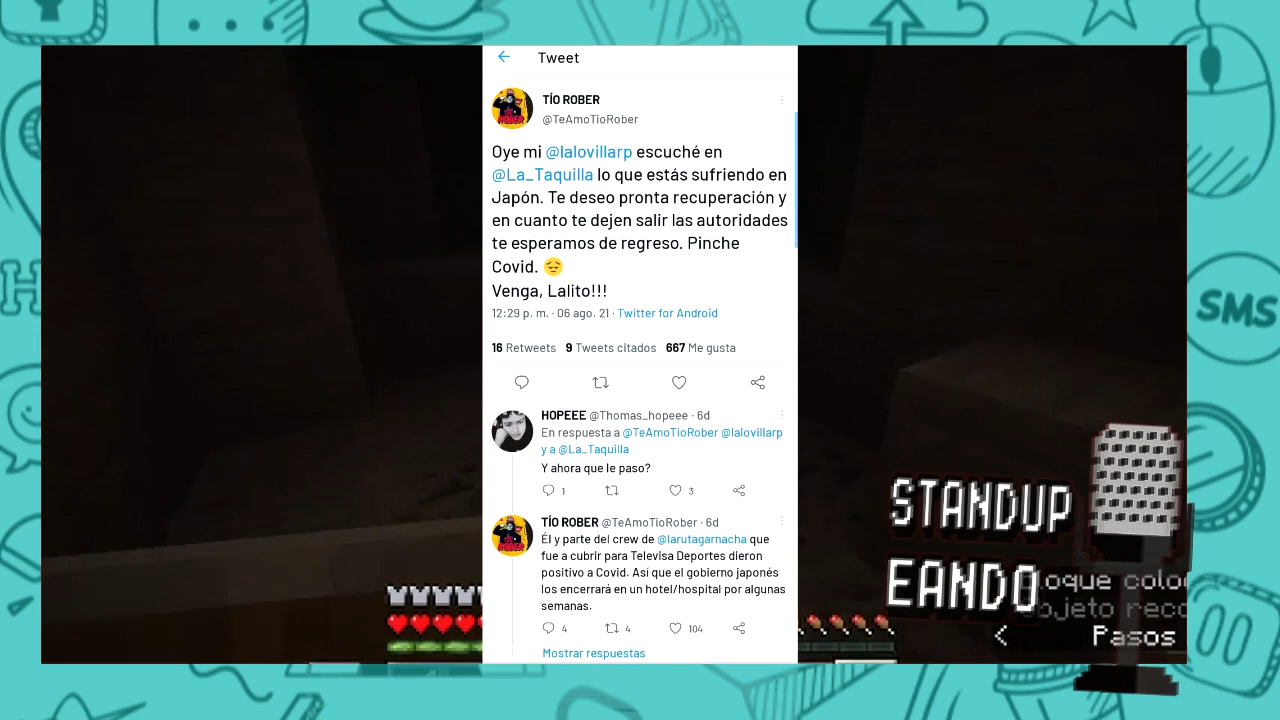 Tweet
TÍO ROBER
@TeAmoTioRober
Oye mi @lalovillarp escuché en
@La_Taquilla lo que estás sufriendo en
Japón. Te deseo pronta recuperación y
en cuanto te dejen salir las autoridades
te esperamos de regreso. Pinche
Covid. 😔
Venga, Lalito!!!
12:29 p. m. · 06 ago. 21 · Twitter for Android
16 Retweets 9 Tweets citados 667 Me gusta
HOPEEE @Thomas_hopeee · 6d
En respuesta a @TeAmoTioRober @lalovillarp
y a @La_Taquilla
Y ahora que le paso?
1 3
TÍO ROBER @TeAmoTioRober · 6d
Él y parte del crew de @larutagarnacha que
fue a cubrir para Televisa Deportes dieron
positivo a Covid. Así que el gobierno japonés
los encerrará en un hotel/hospital por algunas
semanas.
4 4 104
Mostrar respuestas
STANDUP
EANDO
< Pasos
SMS